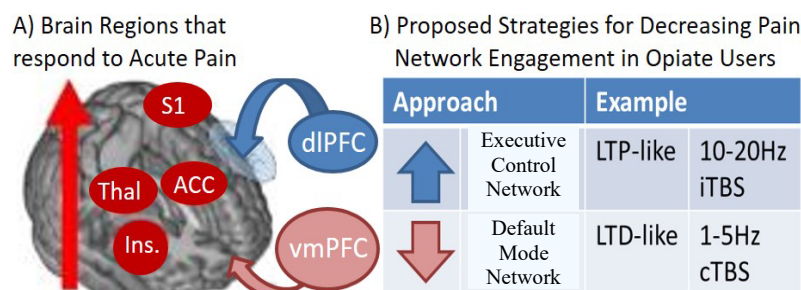 A) Brain Regions that
respond to Acute Pain
S1
dlPFC
Thal
ACC
Ins.
vmPFC
B) Proposed Strategies for Decreasing Pain
Network Engagement in Opiate Users
Approach Example
Executive
Control
Network
LTP-like
10-20Hz
iTBS
Default
Mode
Network
LTD-like
1-5Hz
cTBS